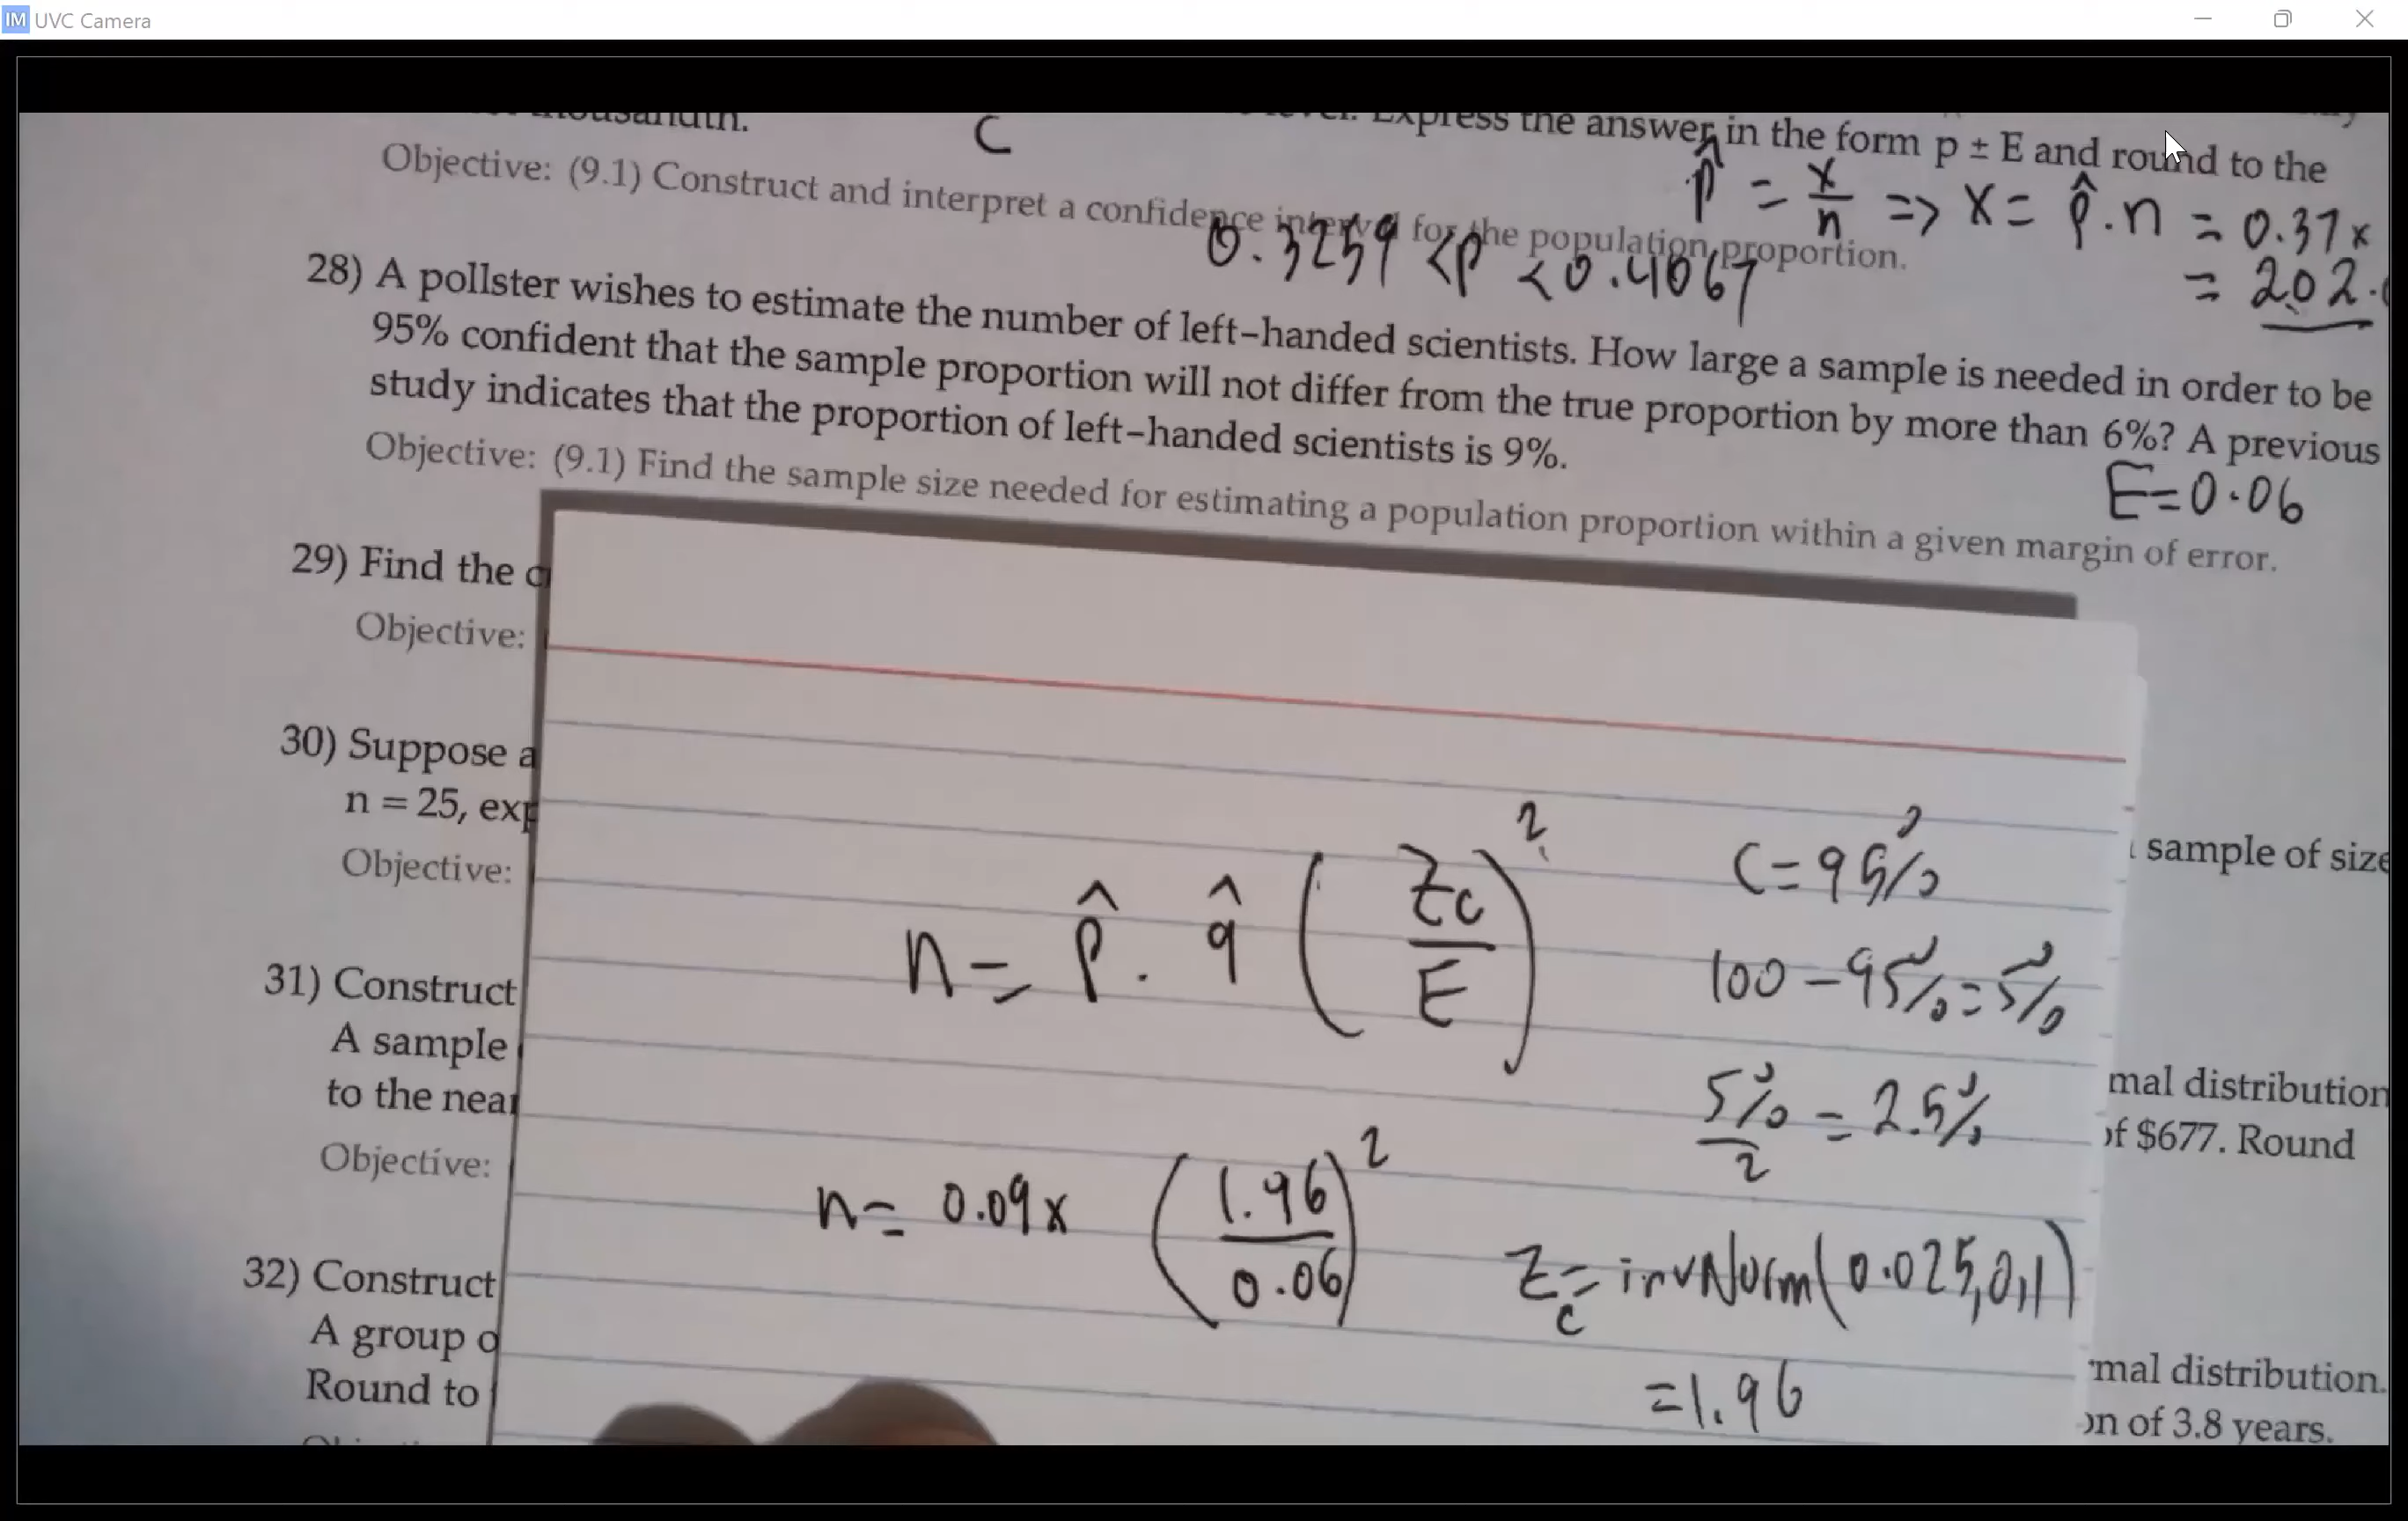 IM UVC Camera
thousandth.
Express the answer in the form p ± E and round to the
C
Objective: (9.1) Construct and interpret a confidence interval for the population proportion.
p̂ = x/n => x = p̂.n = 0.37x
= 202.
0.3259 <p <0.4067
28) A pollster wishes to estimate the number of left-handed scientists. How large a sample is needed in order to be
95% confident that the sample proportion will not differ from the true proportion by more than 6%? A previous
study indicates that the proportion of left-handed scientists is 9%.
E=0.06
Objective: (9.1) Find the sample size needed for estimating a population proportion within a given margin of error.
29) Find the
Objective:
30) Suppose a
sample of size
n = 25, exp
Objective:
n = p̂ . q̂ (Zc/E)²
C=95%
100 - 95% = 5%
5%/2 = 2.5%
31) Construct
mal distribution
A sample
of $677. Round
to the near
Objective:
n= 0.09x (1.96/0.06)²
Zc = invNorm(0.025,0,1)
=1.96
32) Construct
mal distribution.
A group o
on of 3.8 years.
Round to